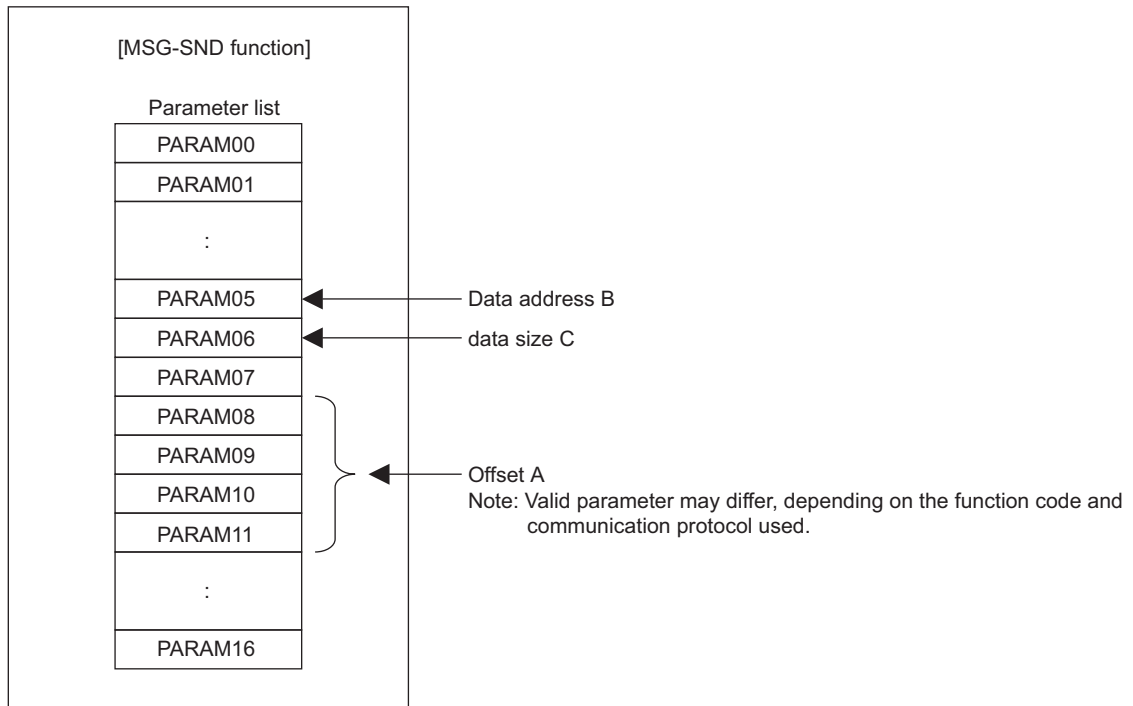 [MSG-SND function]
Parameter list
PARAM00
PARAM01
:
PARAM05
Data address B
PARAM06
data size C
PARAM07
PARAM08
PARAM09
PARAM10
PARAM11
Offset A
Note: Valid parameter may differ, depending on the function code and
communication protocol used.
:
PARAM16